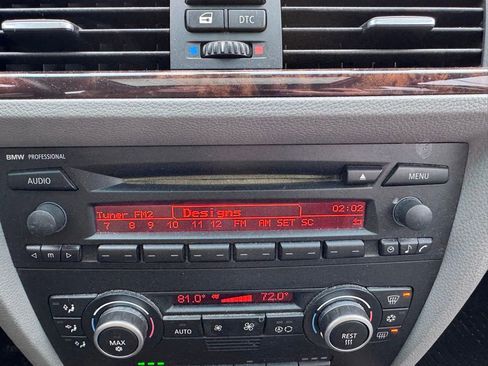 DTC
BMW PROFESSIONAL
AUDIO MENU
Tuner FM2 Designs 02:02
7 8 9 10 11 12 FM AM SET SC
m
81.0° 72.0°
MAX AUTO REST